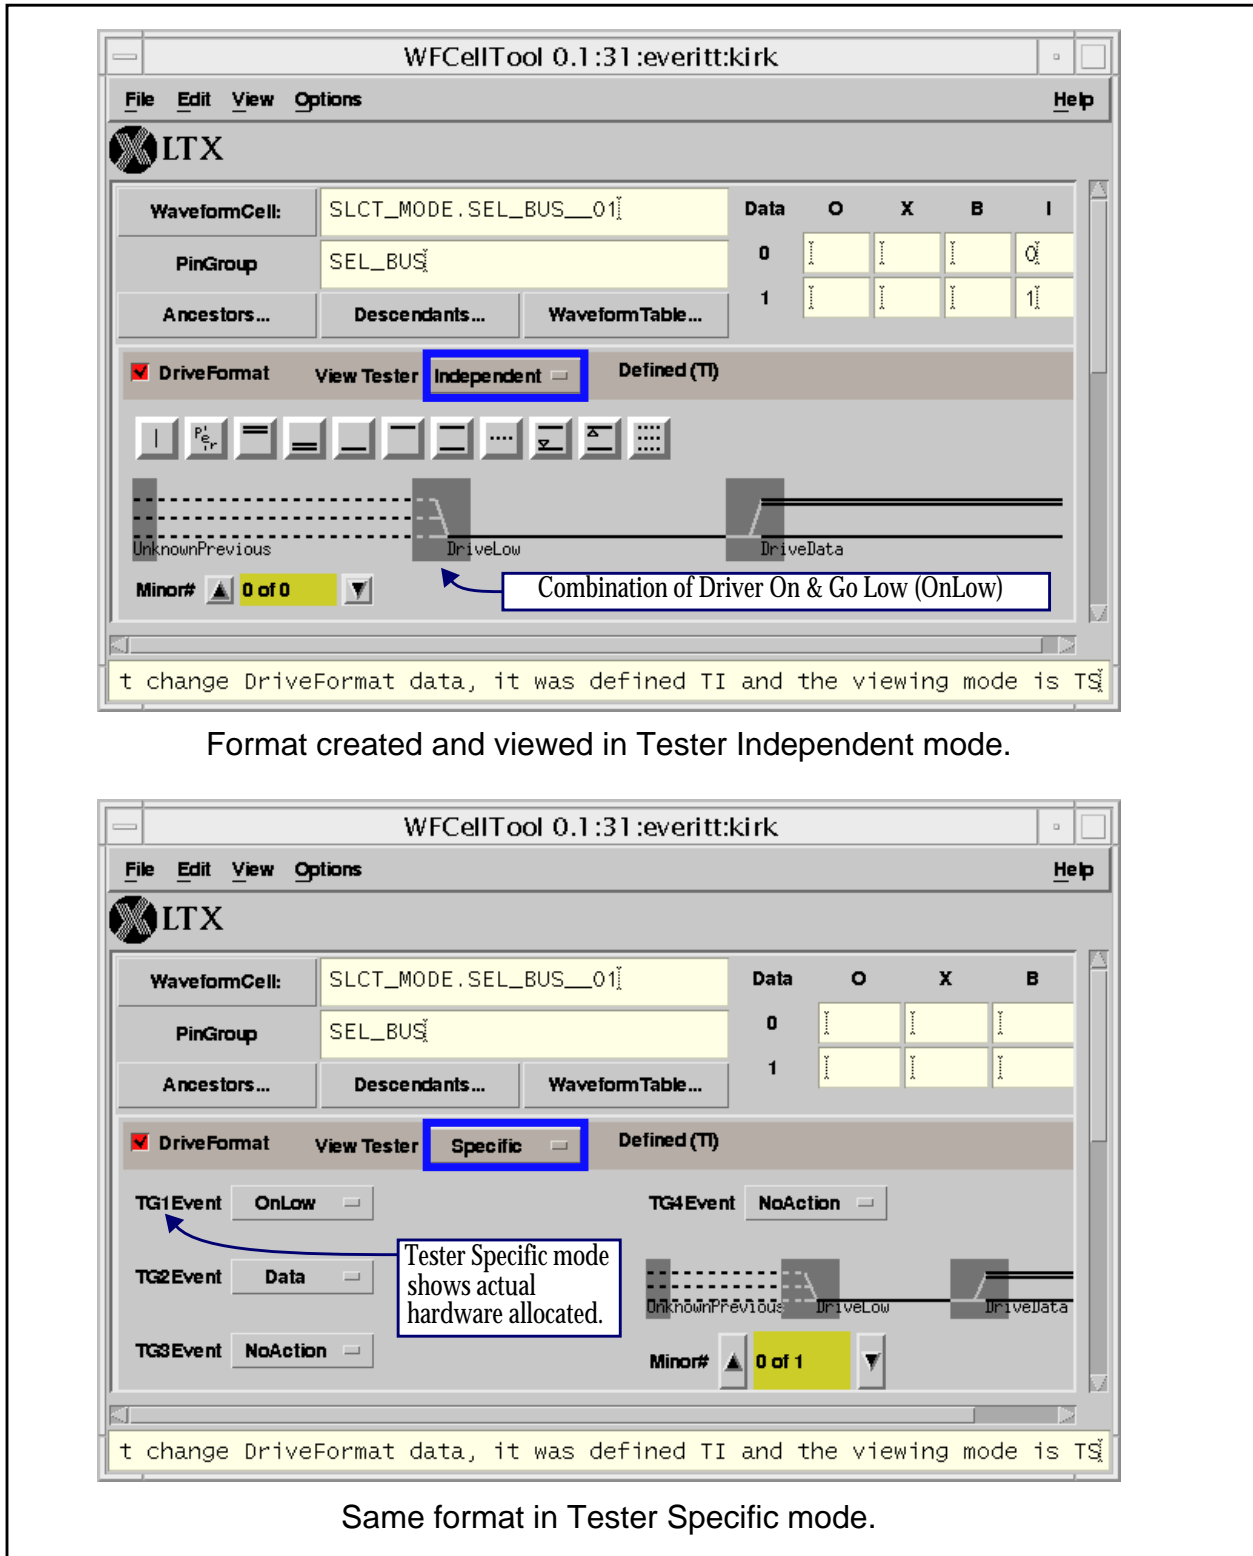 WFCellTool 0.1:31:everitt:kirk
File Edit View Options Help
LTX
WaveformCell: SLCT_MODE.SEL_BUS__01 Data O X B I
PinGroup SEL_BUS 0 0
Ancestors... Descendants... WaveformTable... 1 1
DriveFormat View Tester Independent Defined (TI)
Per
UnknownPrevious DriveLow DriveData
Minor# 0 of 0
Combination of Driver On & Go Low (OnLow)
t change DriveFormat data, it was defined TI and the viewing mode is TS
Format created and viewed in Tester Independent mode.
WFCellTool 0.1:31:everitt:kirk
File Edit View Options Help
LTX
WaveformCell: SLCT_MODE.SEL_BUS__01 Data O X B
PinGroup SEL_BUS 0
Ancestors... Descendants... WaveformTable... 1
DriveFormat View Tester Specific Defined (TI)
TG1Event OnLow TG4Event NoAction
Tester Specific mode
shows actual
hardware allocated.
TG2Event Data
UnknownPrevious DriveLow DriveData
TG3Event NoAction Minor# 0 of 1
t change DriveFormat data, it was defined TI and the viewing mode is TS
Same format in Tester Specific mode.